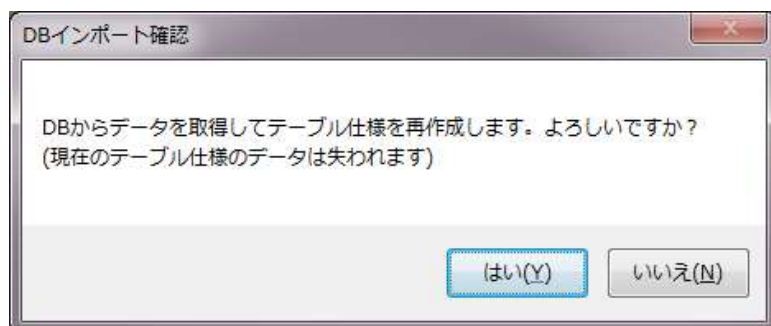 DBインポート確認
DBからデータを取得してテーブル仕様を再作成します。よろしいですか？
(現在のテーブル仕様のデータは失われます)
はい(Y)
いいえ(N)